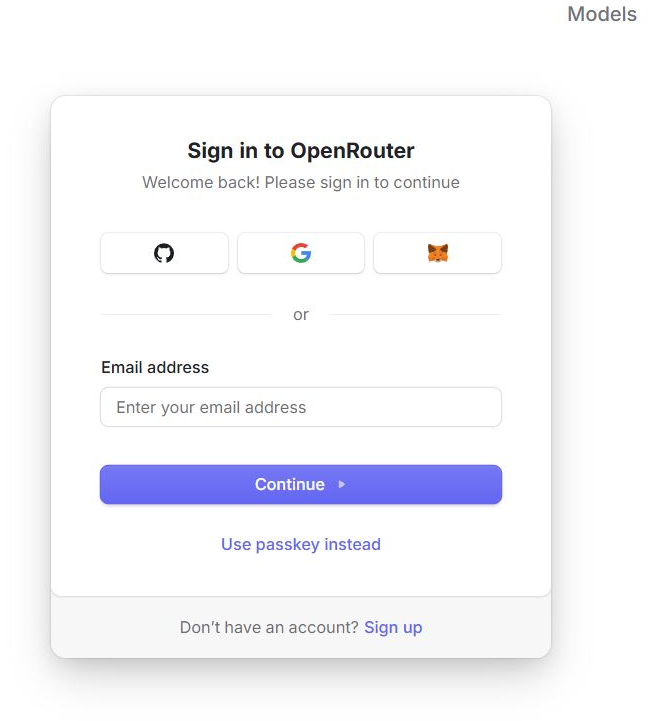 Models
Sign in to OpenRouter
Welcome back! Please sign in to continue
or
Email address
Enter your email address
Continue
Use passkey instead
Don’t have an account? Sign up